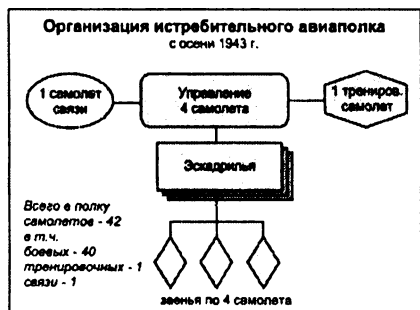 Организация истребительного авиаполка
с осени 1943 г.
1 самолет
связи
Управление
4 самолета
1 трениров.
самолет
Эскадрилья
Всего в полку
самолетов - 42
в т.ч.
боевых - 40
тренировочных - 1
связи - 1
звенья по 4 самолета